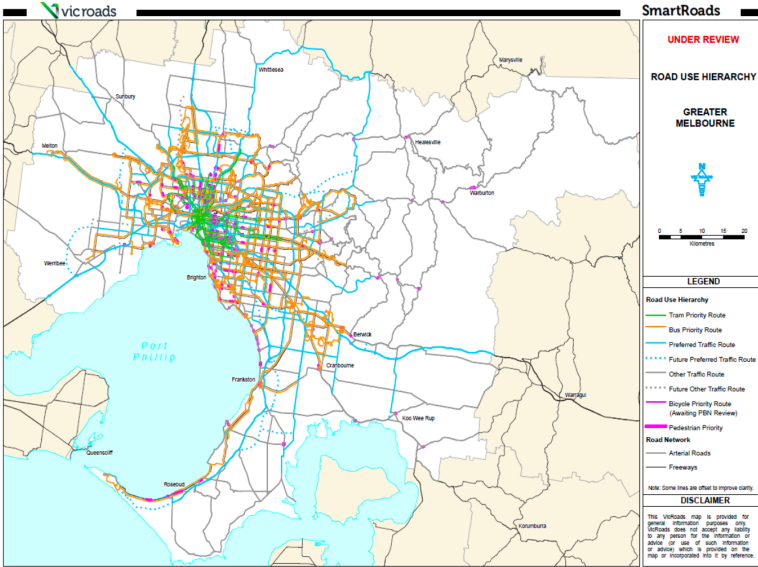 vicroads
SmartRoads
UNDER REVIEW
ROAD USE HIERARCHY
GREATER
MELBOURNE
N
0 5 10 15 20
Kilometres
LEGEND
Road Use Hierarchy
Tram Priority Route
Bus Priority Route
Preferred Traffic Route
Future Preferred Traffic Route
Other Traffic Route
Future Other Traffic Route
Bicycle Priority Route
(Awaiting PBN Review)
Pedestrian Priority
Road Network
Arterial Roads
Freeways
Note: Some lines are offset to improve clarity.
DISCLAIMER
This VicRoads map is provided for
general information purposes only.
VicRoads does not accept any liability
to any person for the information or
advice (or use of such information
or advice) which is provided on the
map or incorporated into it by reference.
Whittlesea
Marysville
Sunbury
Healesville
Melton
Warburton
Werribee
Brighton
Port
Phillip
Berwick
Cranbourne
Frankston
Warragul
Koo Wee Rup
Queenscliff
Rosebud
Korumburra